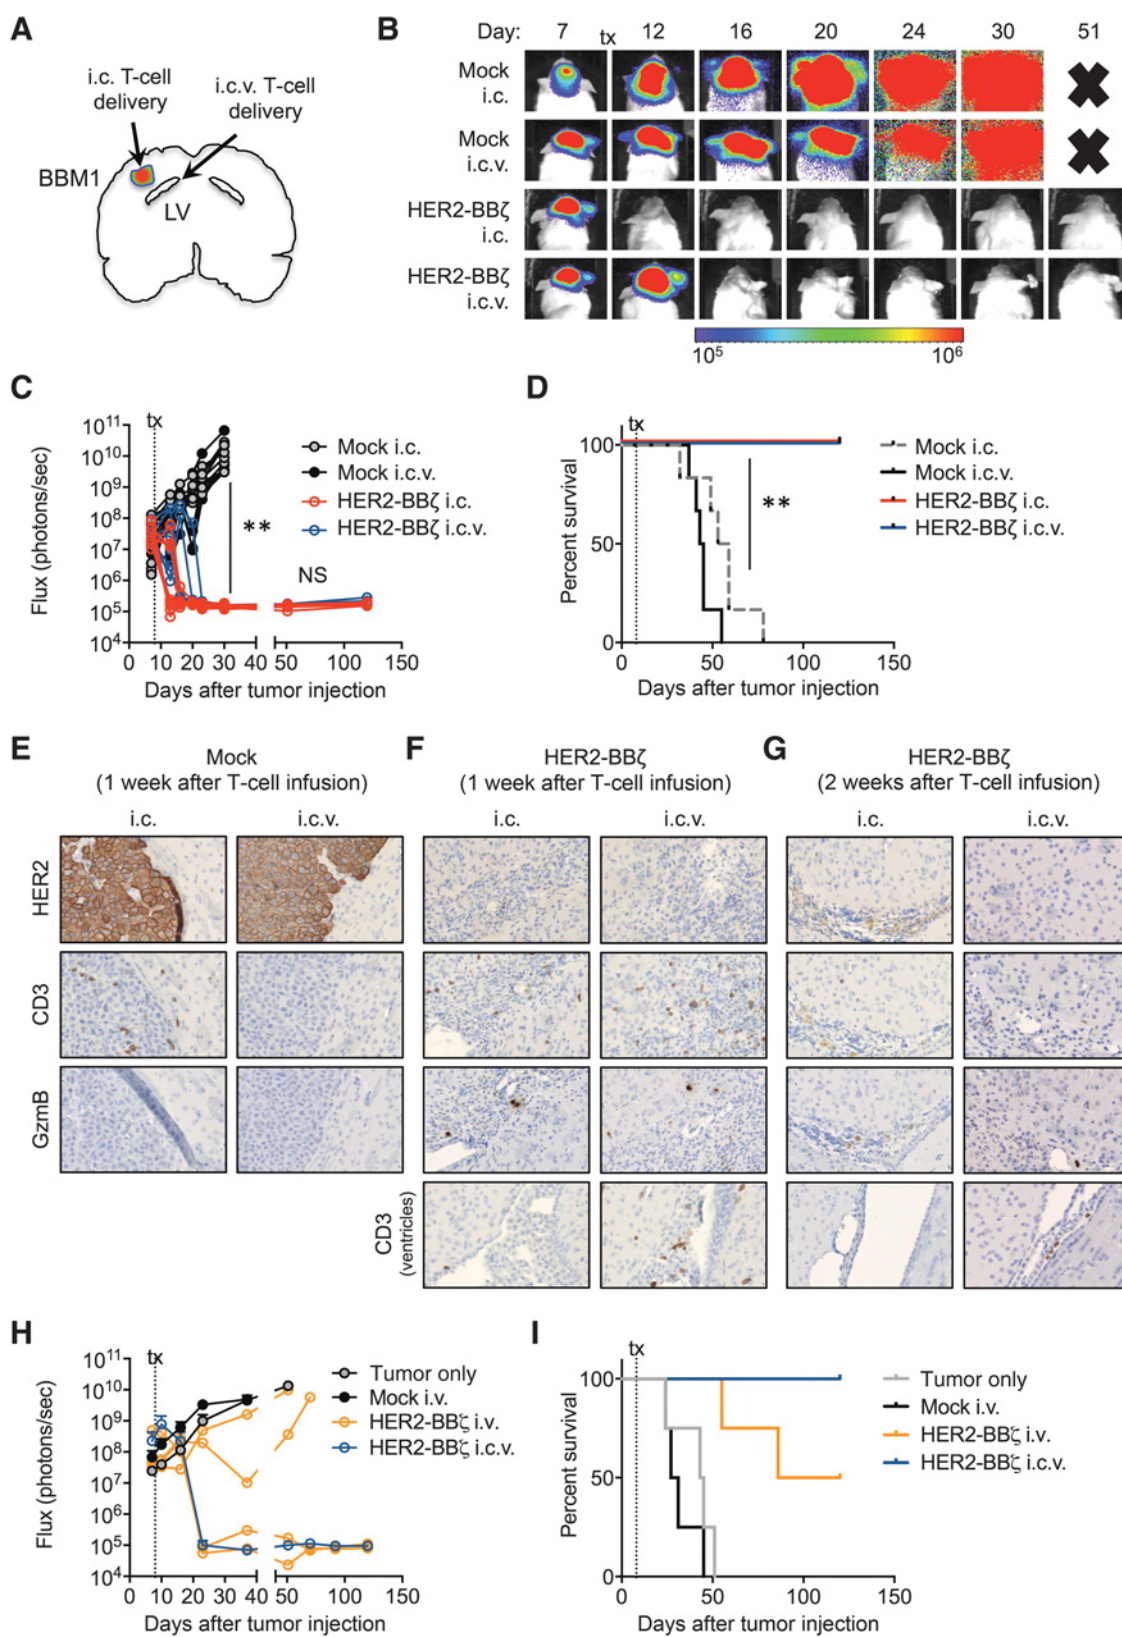 A
i.c. T-cell
delivery
i.c.v. T-cell
delivery
BBM1
LV
B
Day: 7 tx 12 16 20 24 30 51
Mock
i.c.
Mock
i.c.v.
HER2-BBζ
i.c.
HER2-BBζ
i.c.v.
10⁵ 10⁶
C
tx
Flux (photons/sec)
10¹¹
10¹⁰
10⁹
10⁸
10⁷
10⁶
10⁵
10⁴
Mock i.c.
Mock i.c.v.
HER2-BBζ i.c.
HER2-BBζ i.c.v.
**
NS
0 10 20 30 40 50 100 150
Days after tumor injection
D
tx
Percent survival
100
50
0
Mock i.c.
Mock i.c.v.
HER2-BBζ i.c.
HER2-BBζ i.c.v.
**
0 50 100 150
Days after tumor injection
E
Mock
(1 week after T-cell infusion)
i.c. i.c.v.
F
HER2-BBζ
(1 week after T-cell infusion)
i.c. i.c.v.
G
HER2-BBζ
(2 weeks after T-cell infusion)
i.c. i.c.v.
HER2
CD3
GzmB
CD3
(ventricles)
H
tx
Flux (photons/sec)
10¹¹
10¹⁰
10⁹
10⁸
10⁷
10⁶
10⁵
10⁴
Tumor only
Mock i.v.
HER2-BBζ i.v.
HER2-BBζ i.c.v.
0 10 20 30 40 50 100 150
Days after tumor injection
I
tx
Percent survival
100
50
0
Tumor only
Mock i.v.
HER2-BBζ i.v.
HER2-BBζ i.c.v.
0 50 100 150
Days after tumor injection